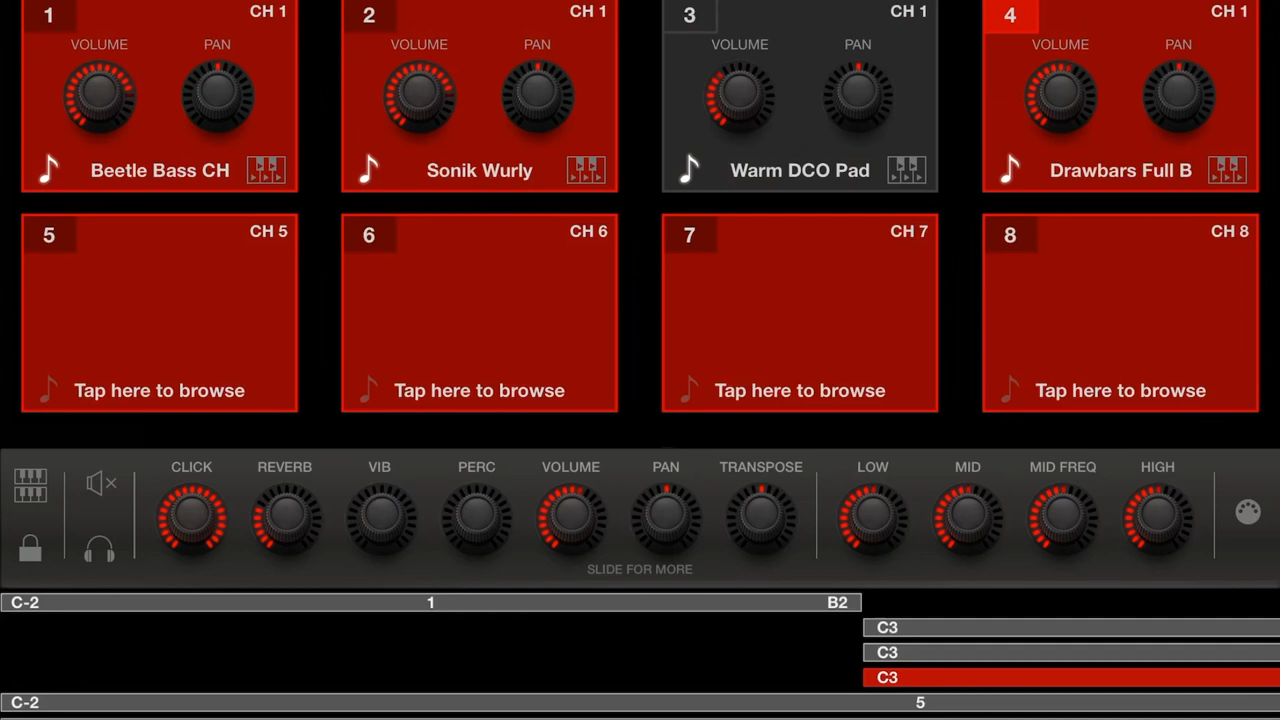 1 CH 1 2 CH 1 3 CH 1 4 CH 1
VOLUME PAN VOLUME PAN VOLUME PAN VOLUME PAN
Beetle Bass CH Sonik Wurly Warm DCO Pad Drawbars Full B
5 CH 5 6 CH 6 7 CH 7 8 CH 8
Tap here to browse Tap here to browse Tap here to browse Tap here to browse
CLICK REVERB VIB PERC VOLUME PAN TRANSPOSE LOW MID MID FREQ HIGH
SLIDE FOR MORE
C-2 1 B2
C3
C3
C3
C-2 5